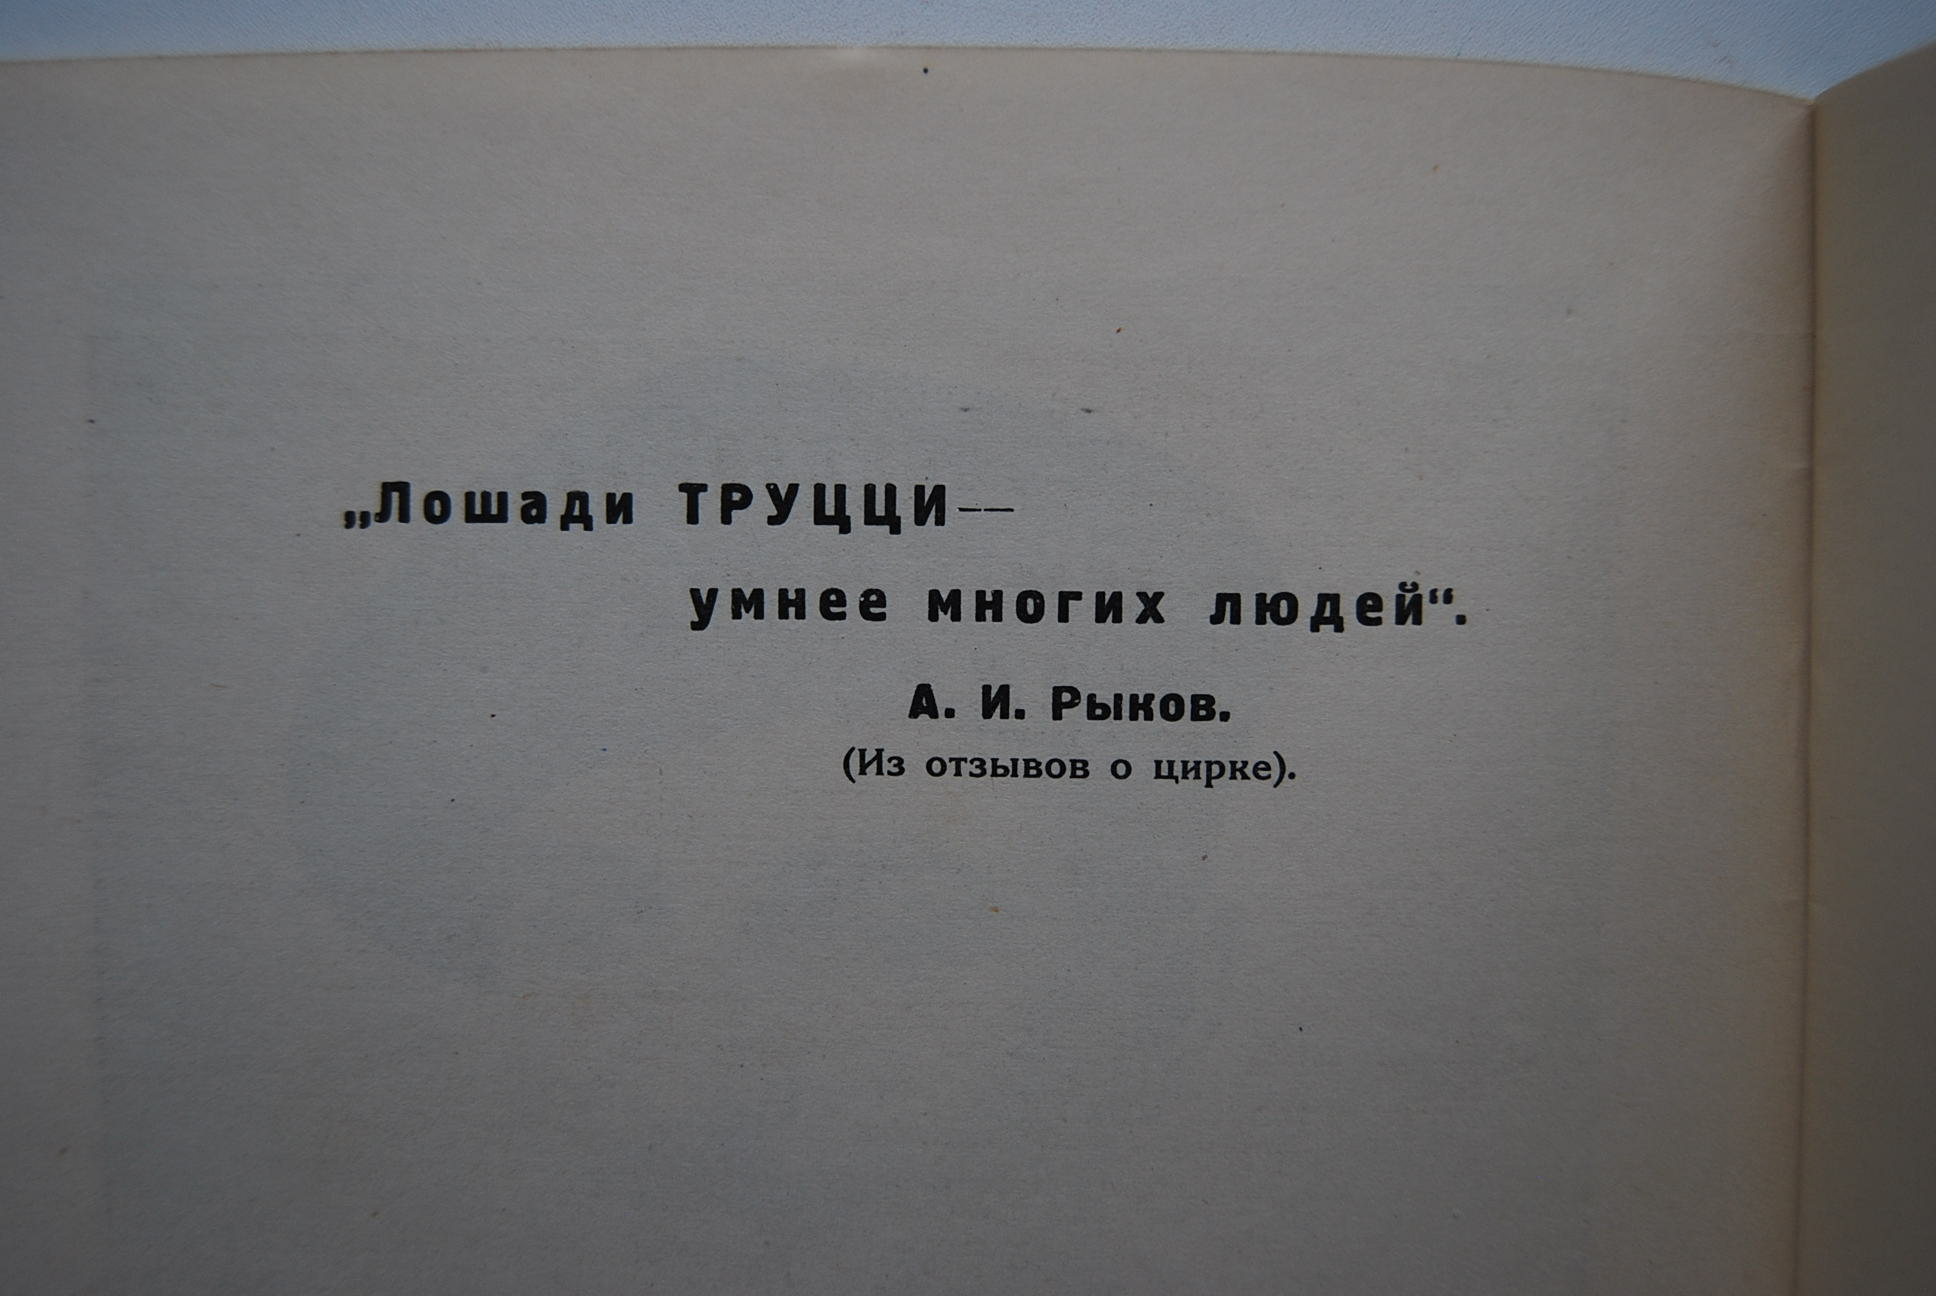 „Лошади ТРУЦЦИ—
умнее многих людей“.
А. И. Рыков.
(Из отзывов о цирке).